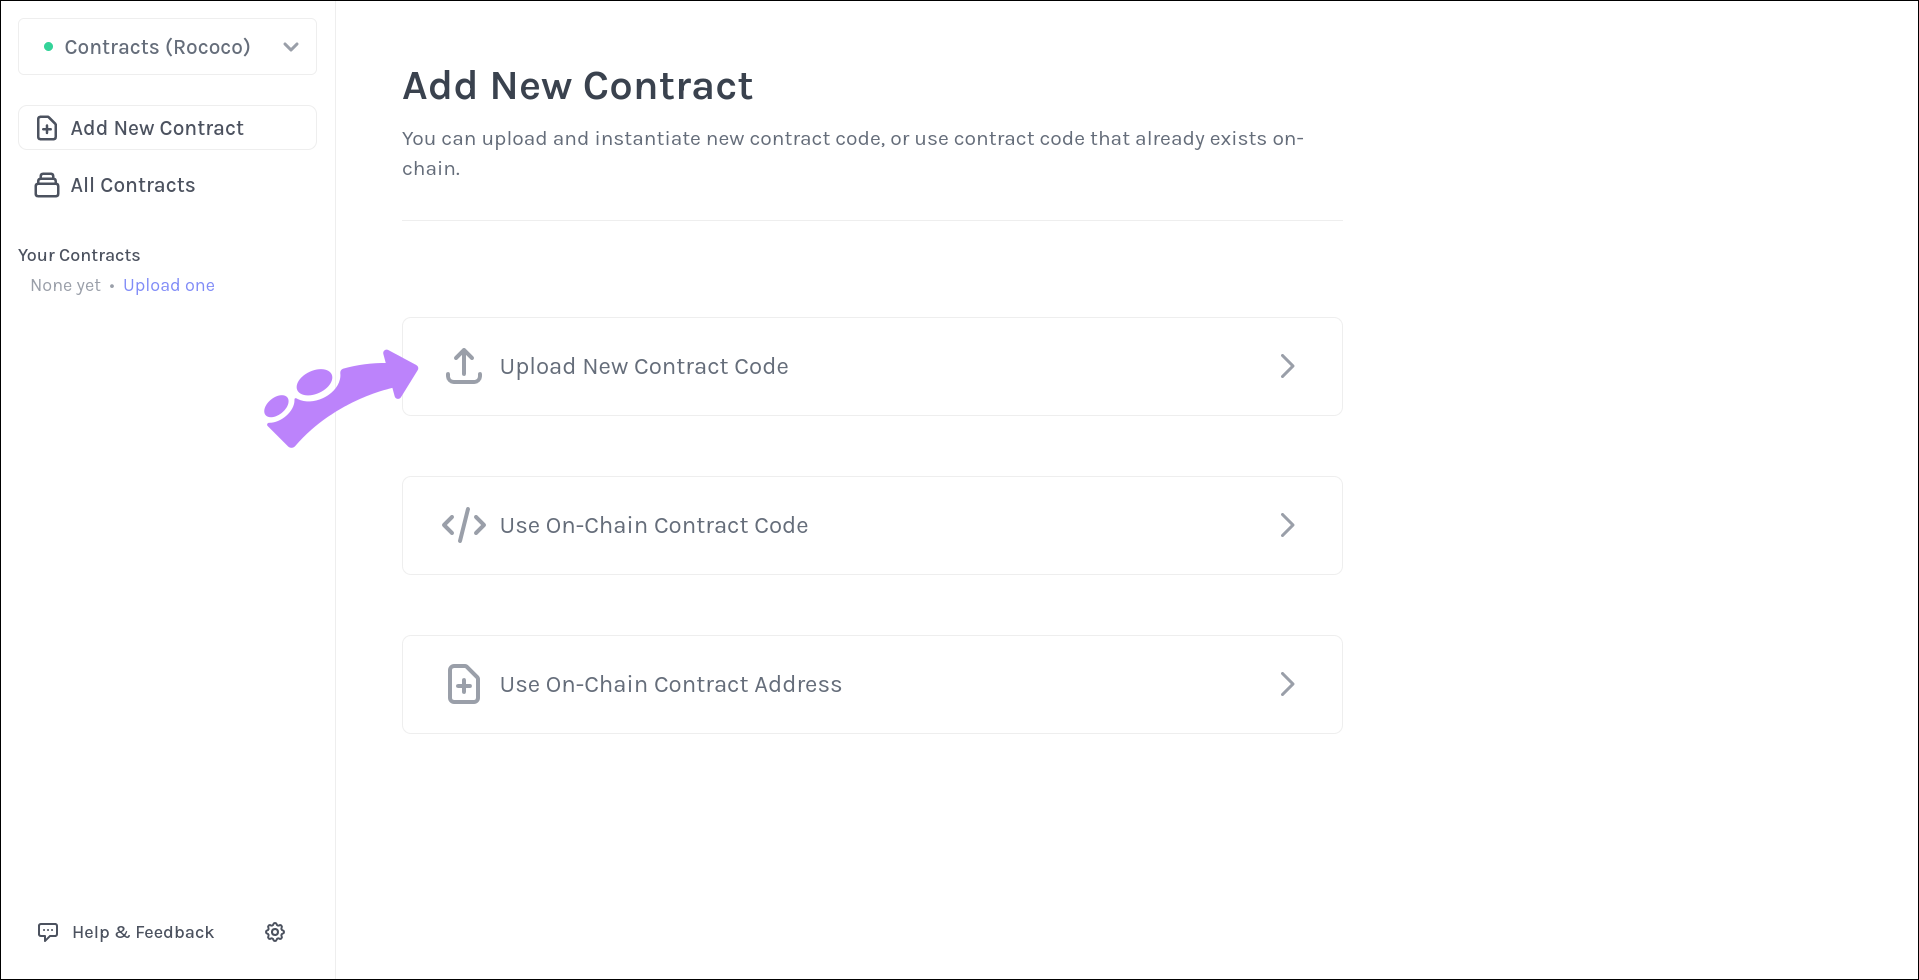 Contracts (Rococo)
Add New Contract
All Contracts
Your Contracts
None yet • Upload one
Help & Feedback
Add New Contract
You can upload and instantiate new contract code, or use contract code that already exists on-
chain.
Upload New Contract Code
Use On-Chain Contract Code
Use On-Chain Contract Address